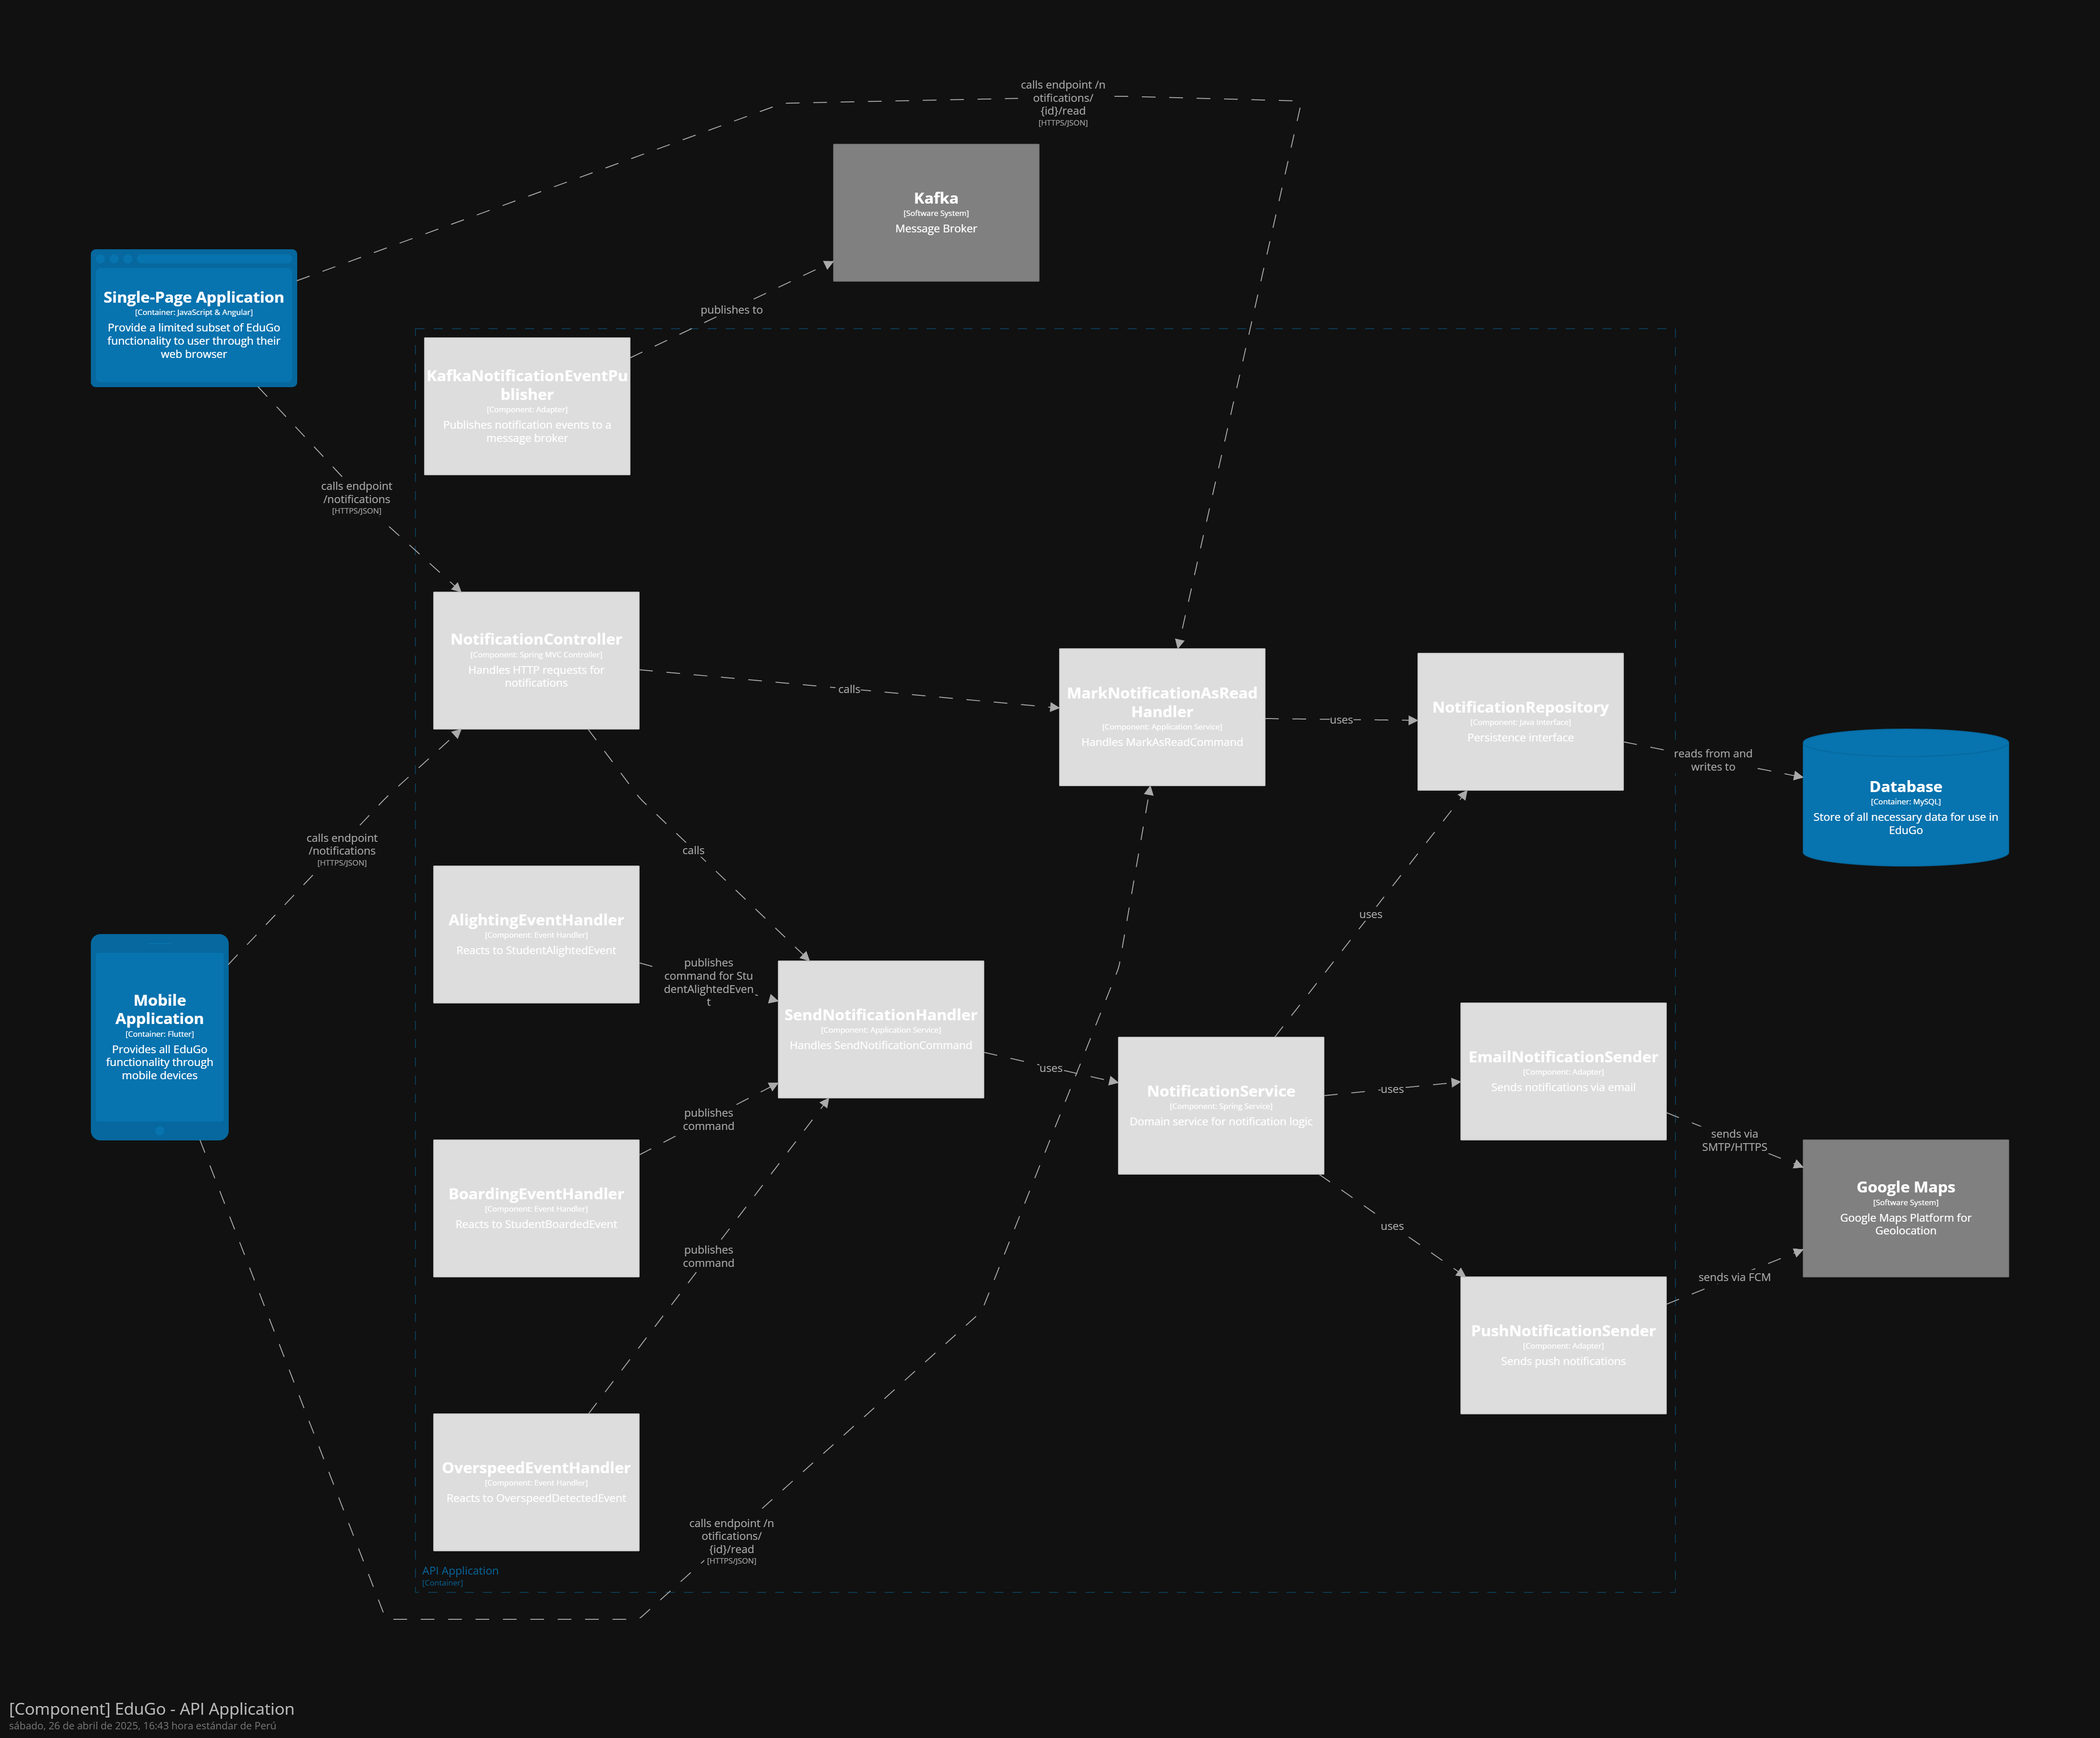 calls endpoint /n
otifications/
{id}/read
[HTTPS/JSON]
Kafka
[Software System]
Message Broker
Single-Page Application
[Container: JavaScript & Angular]
Provide a limited subset of EduGo
functionality to user through their
web browser
publishes to
KafkaNotificationEventPu
blisher
[Component: Adapter]
Publishes notification events to a
message broker
calls endpoint
/notifications
[HTTPS/JSON]
NotificationController
[Component: Spring MVC Controller]
Handles HTTP requests for
notifications
calls
MarkNotificationAsRead
Handler
[Component: Application Service]
Handles MarkAsReadCommand
uses
NotificationRepository
[Component: Java Interface]
Persistence interface
reads from and
writes to
Database
[Container: MySQL]
Store of all necessary data for use in
EduGo
calls endpoint
/notifications
[HTTPS/JSON]
calls
AlightingEventHandler
[Component: Event Handler]
Reacts to StudentAlightedEvent
publishes
command for Stu
dentAlightedEven
t
uses
Mobile
Application
[Container: Flutter]
Provides all EduGo
functionality through
mobile devices
SendNotificationHandler
[Component: Application Service]
Handles SendNotificationCommand
uses
NotificationService
[Component: Spring Service]
Domain service for notification logic
uses
EmailNotificationSender
[Component: Adapter]
Sends notifications via email
sends via
SMTP/HTTPS
Google Maps
[Software System]
Google Maps Platform for
Geolocation
publishes
command
BoardingEventHandler
[Component: Event Handler]
Reacts to StudentBoardedEvent
publishes
command
uses
sends via FCM
PushNotificationSender
[Component: Adapter]
Sends push notifications
OverspeedEventHandler
[Component: Event Handler]
Reacts to OverspeedDetectedEvent
calls endpoint /n
otifications/
{id}/read
[HTTPS/JSON]
API Application
[Container]
[Component] EduGo - API Application
sábado, 26 de abril de 2025, 16:43 hora estándar de Perú